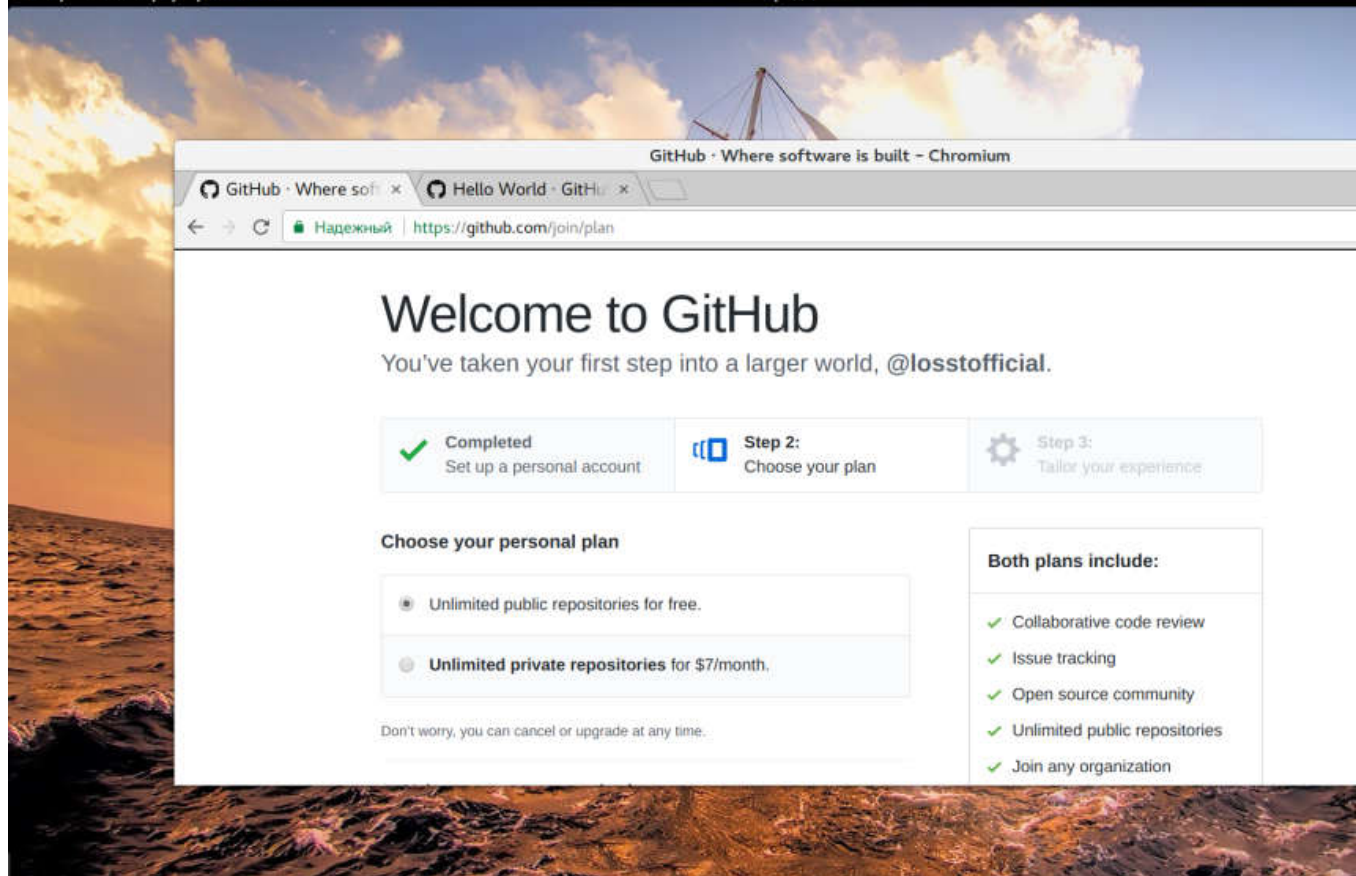 GitHub · Where software is built - Chromium
GitHub · Where sof
Hello World · GitHu
Надежный
https://github.com/join/plan
Welcome to GitHub
You've taken your first step into a larger world, @losstofficial.
Completed
Set up a personal account
Step 2:
Choose your plan
Step 3:
Tailor your experience
Choose your personal plan
Unlimited public repositories for free.
Unlimited private repositories for $7/month.
Don't worry, you can cancel or upgrade at any time.
Both plans include:
Collaborative code review
Issue tracking
Open source community
Unlimited public repositories
Join any organization